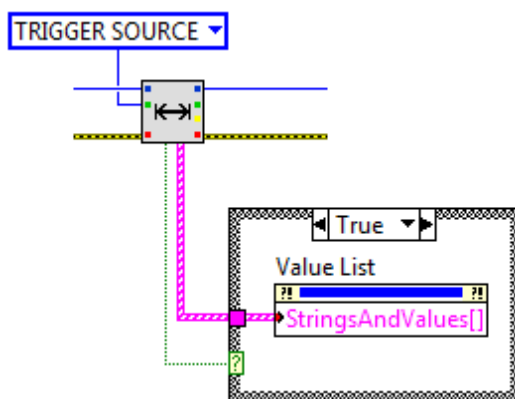 TRIGGER SOURCE
True
Value List
?! ?!
StringsAndValues[]
?